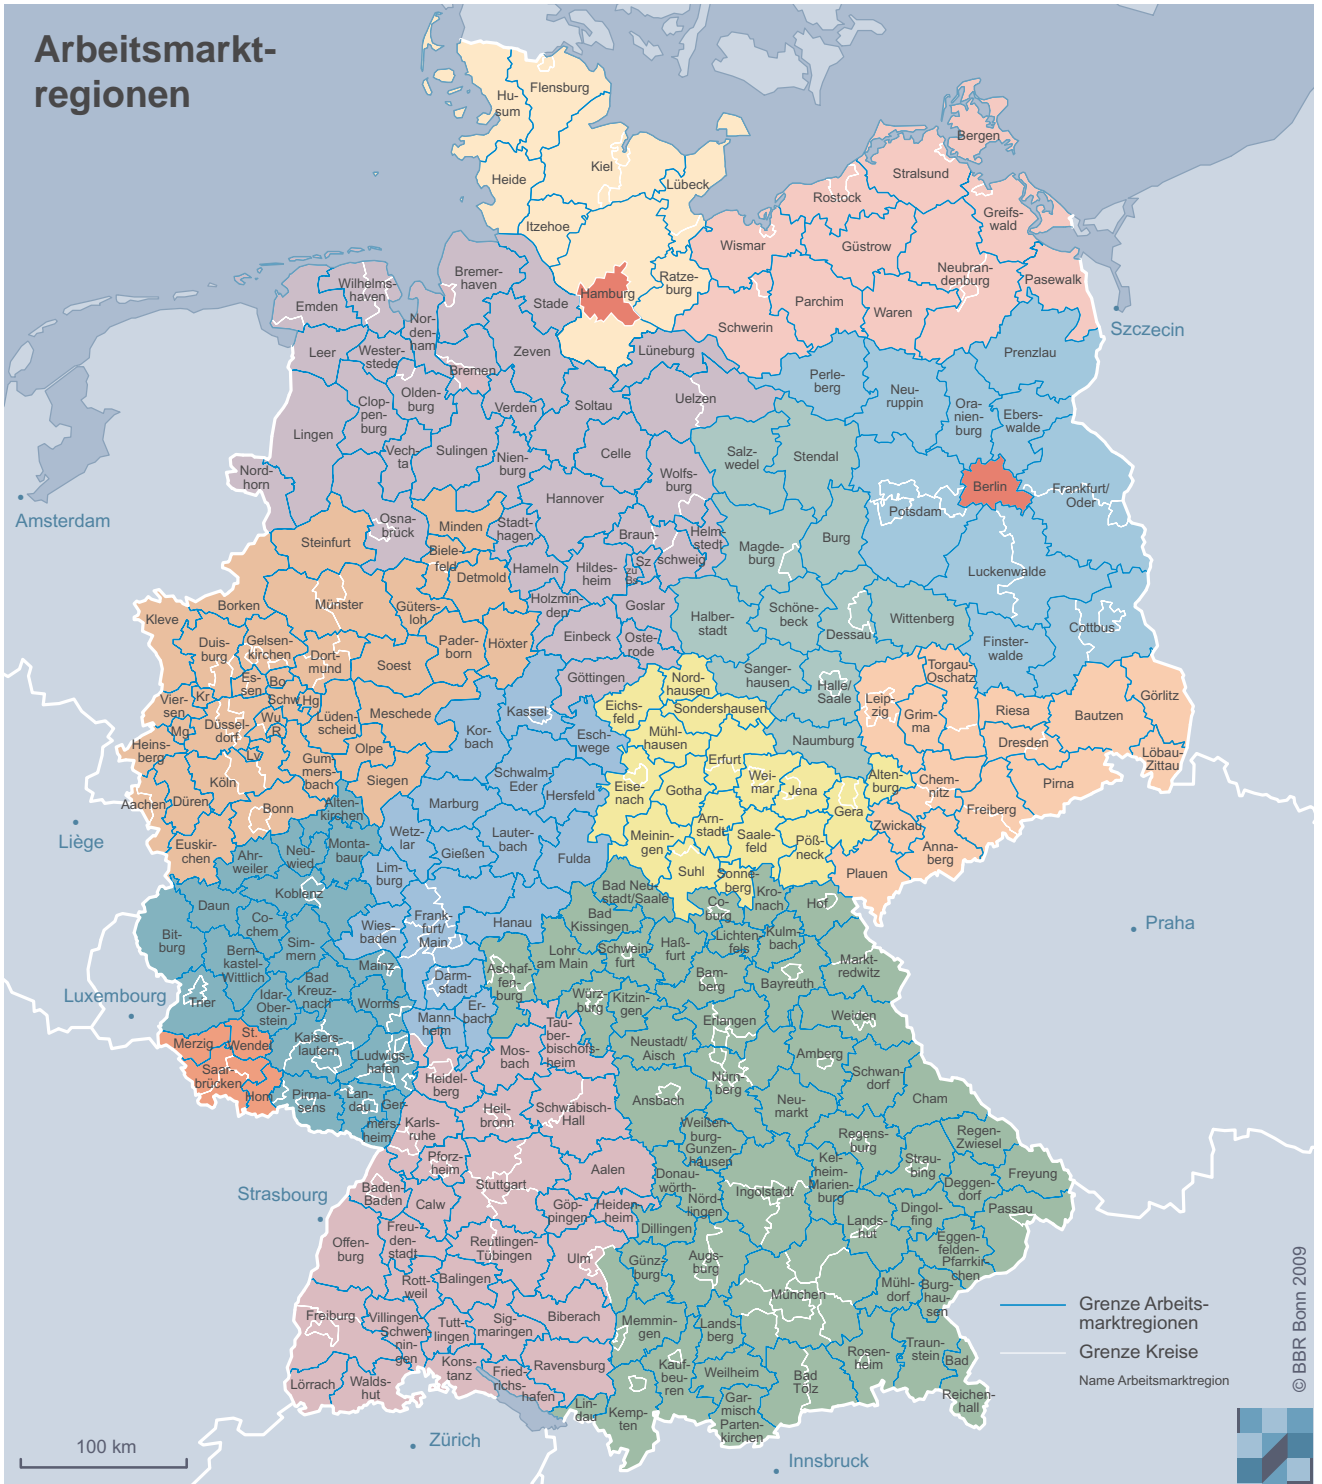 Arbeitsmarkt-
regionen
Hu-
sum
Flensburg
Kiel
Heide
Lübeck
Itzehoe
Hamburg
Ratze-
burg
Bergen
Stralsund
Rostock
Greifs-
wald
Wismar
Güstrow
Neubran-
denburg
Pasewalk
Parchim
Waren
Schwerin
Szczecin
Bremer-
haven
Wilhelms-
haven
Emden
Stade
Nor-
den-
ham
Leer
Wester-
stede
Zeven
Lüneburg
Bremen
Prenzlau
Perle-
berg
Neu-
ruppin
Ora-
nien-
burg
Ebers-
walde
Olden-
burg
Clop-
pen-
burg
Verden
Soltau
Uelzen
Lingen
Vech-
ta
Sulingen
Nien-
burg
Celle
Salz-
wedel
Stendal
Wolfs-
burg
Nord-
horn
Hannover
Berlin
Frankfurt/
Oder
Potsdam
Amsterdam
Osna-
brück
Minden
Stadt-
hagen
Braun-
schweig
Helm-
stedt
Steinfurt
Biele-
feld
Detmold
Hameln
Hildes-
heim
Sz
zu
Bs
Magde-
burg
Burg
Luckenwalde
Holzmin-
den
Goslar
Borken
Münster
Güters-
loh
Kleve
Halber-
stadt
Schöne-
beck
Dessau
Wittenberg
Finster-
walde
Cottbus
Einbeck
Oste-
rode
Duis-
burg
Gelsen-
kirchen
Dort-
mund
Soest
Pader-
born
Höxter
Göttingen
Nord-
hausen
Sanger-
hausen
Halle/
Saale
Torgau-
Oschatz
Es-
sen
Bo
Kr
Schw
Hg
Vier-
sen
Mg
Düssel-
dorf
Wu
R
Lüden-
scheid
Meschede
Kassel
Eichs-
feld
Sondershausen
Leip-
zig
Grim-
ma
Riesa
Bautzen
Görlitz
Heins-
berg
Lv
Olpe
Kor-
bach
Esch-
wege
Mühl-
hausen
Naumburg
Dresden
Löbau-
Zittau
Köln
Gum-
mers-
bach
Siegen
Schwalm-
Eder
Erfurt
Wei-
mar
Jena
Alten-
burg
Chem-
nitz
Pirna
Aachen
Düren
Bonn
Alten-
kirchen
Marburg
Hersfeld
Eise-
nach
Gotha
Gera
Freiberg
Liège
Euskir-
chen
Wetz-
lar
Lauter-
bach
Meinin-
gen
Arn-
stadt
Saale-
feld
Pöß-
neck
Zwickau
Anna-
berg
Ahr-
weiler
Neu-
wied
Monta-
baur
Gießen
Fulda
Suhl
Sonne-
berg
Plauen
Lim-
burg
Daun
Koblenz
Bad Neu-
stadt/Saale
Co-
burg
Kro-
nach
Hof
Praha
Bit-
burg
Co-
chem
Wies-
baden
Frank-
furt/
Main
Hanau
Bad
Kissingen
Lichten-
fels
Kulm-
bach
Bern-
kastel-
Wittlich
Sim-
mern
Mainz
Lohr
am Main
Schwein-
furt
Haß-
furt
Markt-
redwitz
Luxembourg
Trier
Idar-
Ober-
stein
Bad
Kreuz-
nach
Worms
Darm-
stadt
Aschaf-
fen-
burg
Würz-
burg
Kitzin-
gen
Bam-
berg
Bayreuth
Merzig
St.
Wendel
Kaisers-
lautern
Mann-
heim
Er-
bach
Tau-
ber-
bischofs-
heim
Erlangen
Weiden
Saar-
brücken
Hom
Ludwigs-
hafen
Heidel-
berg
Mos-
bach
Neustadt/
Aisch
Nürn-
berg
Amberg
Schwan-
dorf
Pirma-
sens
Lan-
dau
Ger-
mers-
heim
Karls-
ruhe
Heil-
bronn
Schwäbisch-
Hall
Ansbach
Neu-
markt
Cham
Weißen-
burg-
Gunzen-
hausen
Regens-
burg
Regen-
Zwiesel
Pforz-
heim
Aalen
Kel-
heim-
Marien-
burg
Strau-
bing
Freyung
Strasbourg
Baden-
Baden
Calw
Stuttgart
Donau-
wörth-
Nörd-
lingen
Ingolstadt
Deggen-
dorf
Passau
Göp-
pingen
Heiden-
heim
Dillingen
Lands-
hut
Dingol-
fing
Offen-
burg
Freu-
den-
stadt
Reutlingen-
Tübingen
Ulm
Günz-
burg
Augs-
burg
Eggen-
felden-
Pfarrkir-
chen
Rott-
weil
Balingen
München
Mühl-
dorf
Burg-
hau-
sen
Freiburg
Villingen-
Schwen-
nin-
gen
Tutt-
lingen
Sig-
maringen
Biberach
Memmin-
gen
Lands-
berg
Lörrach
Walds-
hut
Kons-
tanz
Fried-
richs-
hafen
Ravensburg
Kauf-
beu-
ren
Weilheim
Bad
Tölz
Rosen-
heim
Traun-
stein
Bad
Reichen-
hall
Lin-
dau
Kemp-
ten
Gar-
misch
Parten-
kirchen
Zürich
Innsbruck
100 km
Grenze Arbeits-
marktregionen
Grenze Kreise
Name Arbeitsmarktregion
© BBR Bonn 2009